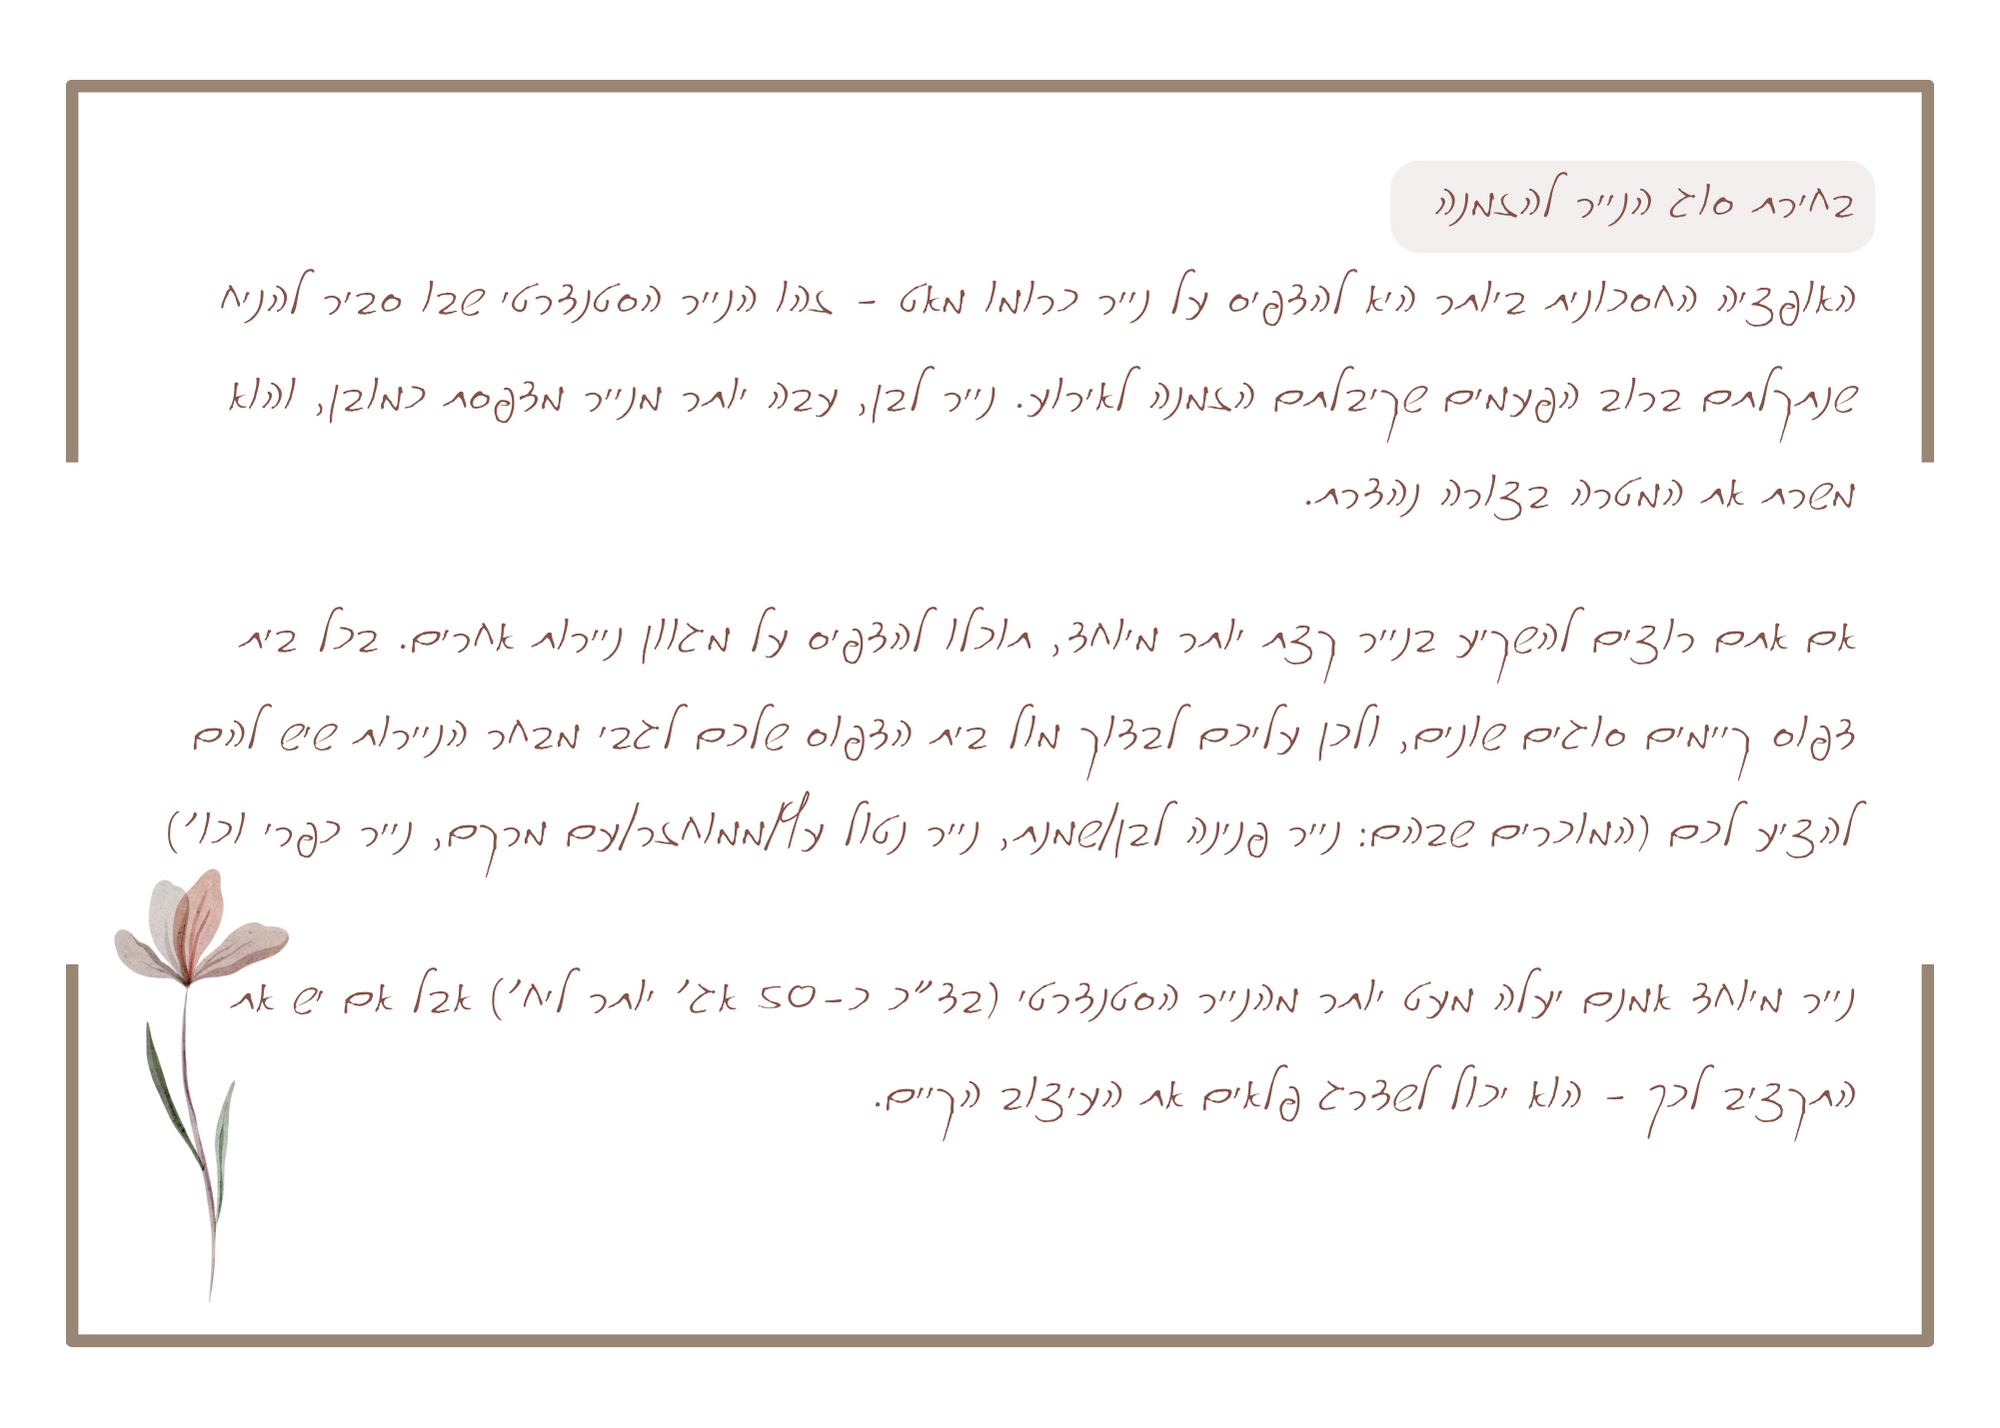 בחירת סוג הנייר להזמנה
האופציה החסכונית ביותר היא להדפיס על נייר כרומו מאט - זהו הנייר הסטנדרטי שבו סביר להניח
שנתקלתם ברוב הפעמים שקיבלתם הזמנה לאירוע. נייר לבן, עבה יותר מנייר מדפסת כמובן, והוא
משרת את המטרה בצורה נהדרת.
אם אתם רוצים להשקיע בנייר קצת יותר מיוחד, תוכלו להדפיס על מגוון ניירות אחרים. בכל בית
דפוס קיימים סוגים שונים, ולכן עליכם לבדוק מול בית הדפוס שלכם לגבי מבחר הניירות שיש להם
להציע לכם (המוכרים שבהם: נייר פנינה לבן/שמנת, נייר נטול עץ/ממוחזר/עם מרקם, נייר כפרי וכו')
נייר מיוחד אמנם יעלה מעט יותר מהנייר הסטנדרטי (בד"כ כ-50 אג' יותר ליח') אבל אם יש את
התקציב לכך - הוא יכול לשדרג פלאים את העיצוב הקיים.